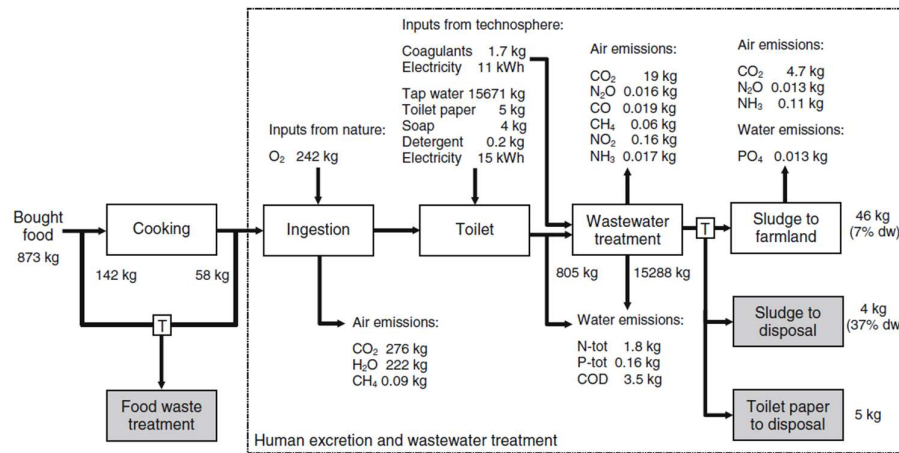 Inputs from technosphere:
Coagulants 1.7 kg
Electricity 11 kWh
Tap water 15671 kg
Toilet paper 5 kg
Soap 4 kg
Detergent 0.2 kg
Electricity 15 kWh
Air emissions:
CO₂ 19 kg
N₂O 0.016 kg
CO 0.019 kg
CH₄ 0.06 kg
NO₂ 0.16 kg
NH₃ 0.017 kg
Air emissions:
CO₂ 4.7 kg
N₂O 0.013 kg
NH₃ 0.11 kg
Water emissions:
PO₄ 0.013 kg
Inputs from nature:
O₂ 242 kg
Bought
food
873 kg
Cooking
142 kg
58 kg
Ingestion
Toilet
Wastewater
treatment
805 kg
15288 kg
T
Sludge to
farmland
46 kg
(7% dw)
T
Food waste
treatment
Air emissions:
CO₂ 276 kg
H₂O 222 kg
CH₄ 0.09 kg
Water emissions:
N-tot 1.8 kg
P-tot 0.16 kg
COD 3.5 kg
Sludge to
disposal
4 kg
(37% dw)
Toilet paper
to disposal
5 kg
Human excretion and wastewater treatment